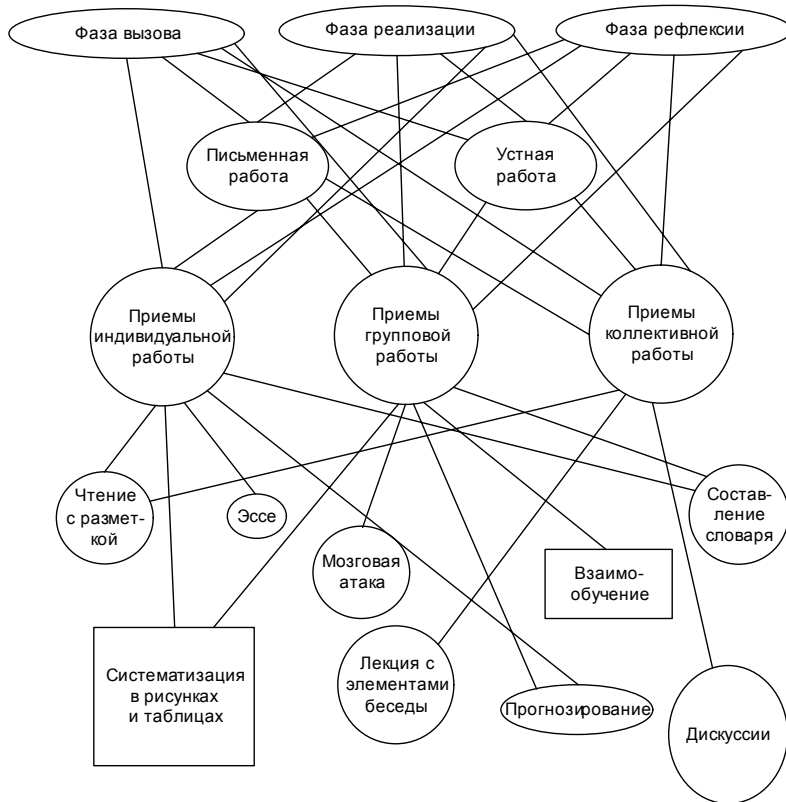 Фаза вызова
Фаза реализации
Фаза рефлексии
Письменная
работа
Устная
работа
Приемы
индивидуальной
работы
Приемы
групповой
работы
Приемы
коллективной
работы
Чтение
с размет-
кой
Эссе
Мозговая
атака
Взаимо-
обучение
Состав-
ление
словаря
Систематизация
в рисунках
и таблицах
Лекция с
элементами
беседы
Прогнозирование
Дискуссии